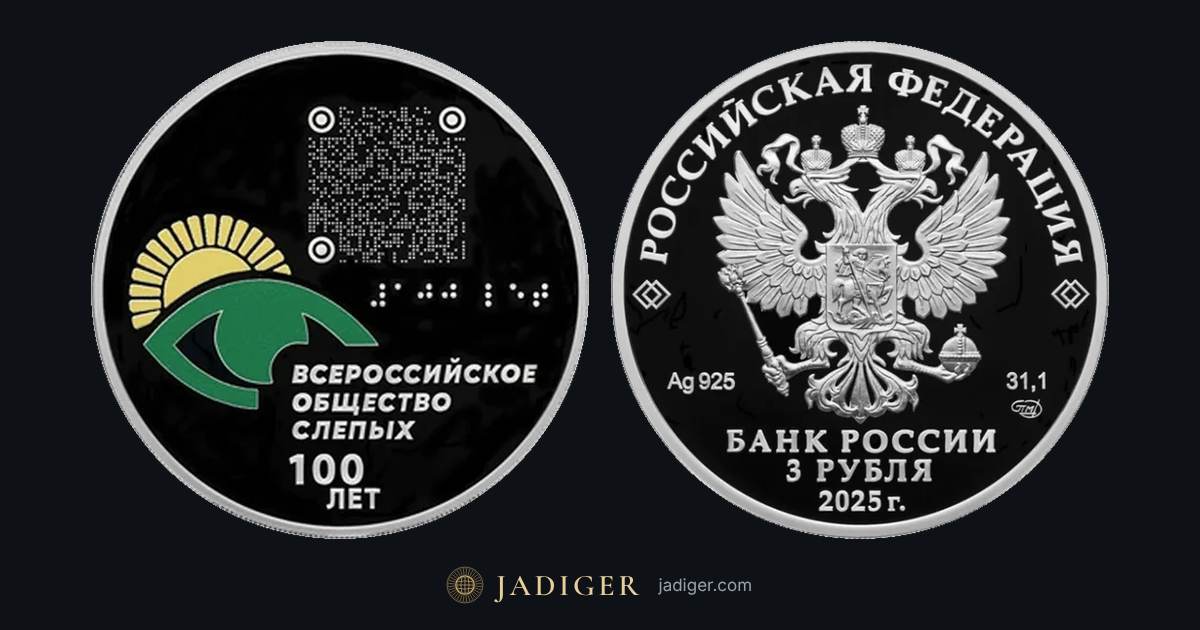 ⠼⠁⠚⠚ ⠇⠑⠞
ВСЕРОССИЙСКОЕ
ОБЩЕСТВО
СЛЕПЫХ
100
ЛЕТ
РОССИЙСКАЯ ФЕДЕРАЦИЯ
Ag 925
31,1
БАНК РОССИИ
3 РУБЛЯ
2025 г.
JADIGER
jadiger.com